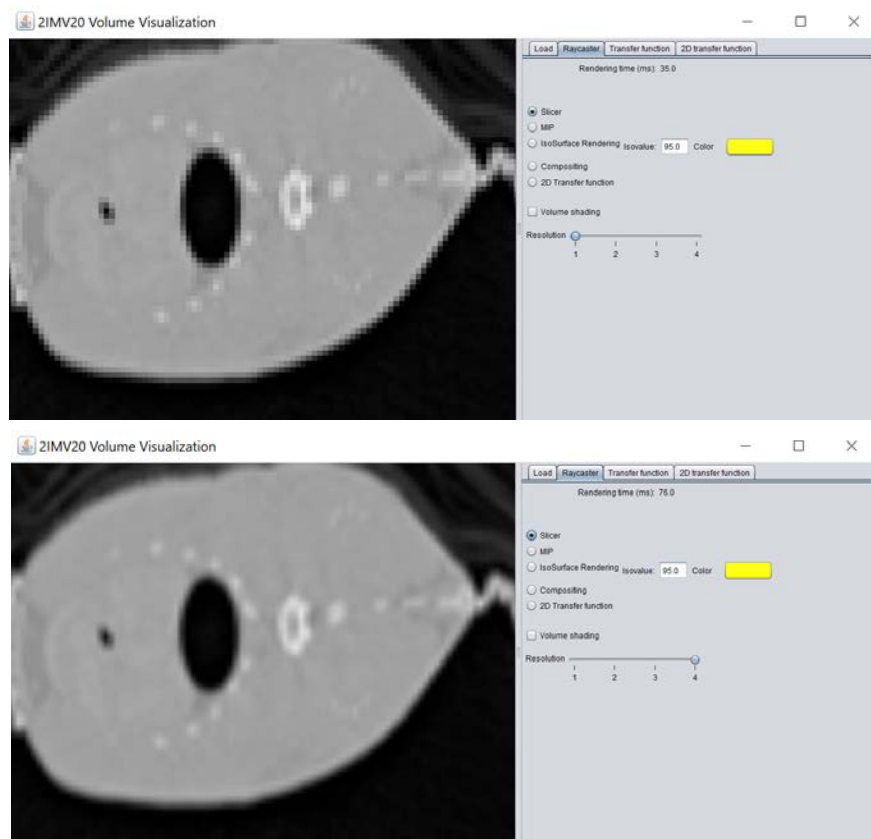 2IMV20 Volume Visualization
Load Raycaster Transfer function 2D transfer function
Rendering time (ms): 35.0
Slicer
MIP
IsoSurface Rendering Isovalue: 95.0 Color
Compositing
2D Transfer function
Volume shading
Resolution
1 2 3 4
2IMV20 Volume Visualization
Load Raycaster Transfer function 2D transfer function
Rendering time (ms): 76.0
Slicer
MIP
IsoSurface Rendering Isovalue: 95.0 Color
Compositing
2D Transfer function
Volume shading
Resolution
1 2 3 4